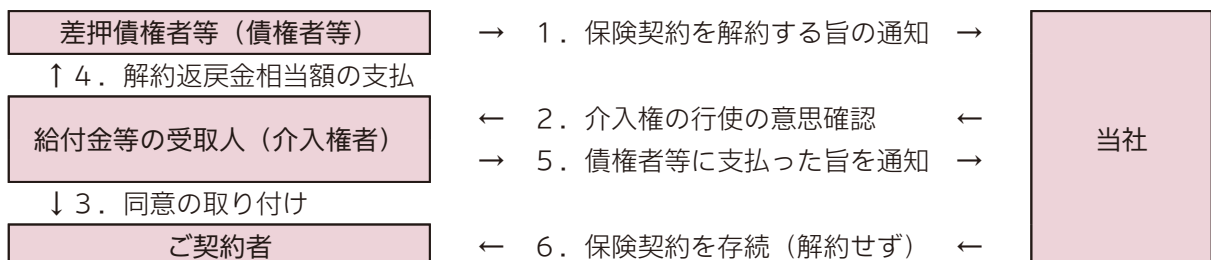 差押債権者等（債権者等） → １．保険契約を解約する旨の通知 →
↑４．解約返戻金相当額の支払
給付金等の受取人（介入権者）
← ２．介入権の行使の意思確認 ←
→ ５．債権者等に支払った旨を通知 →
当社
↓３．同意の取り付け
ご契約者 ← ６．保険契約を存続（解約せず） ←